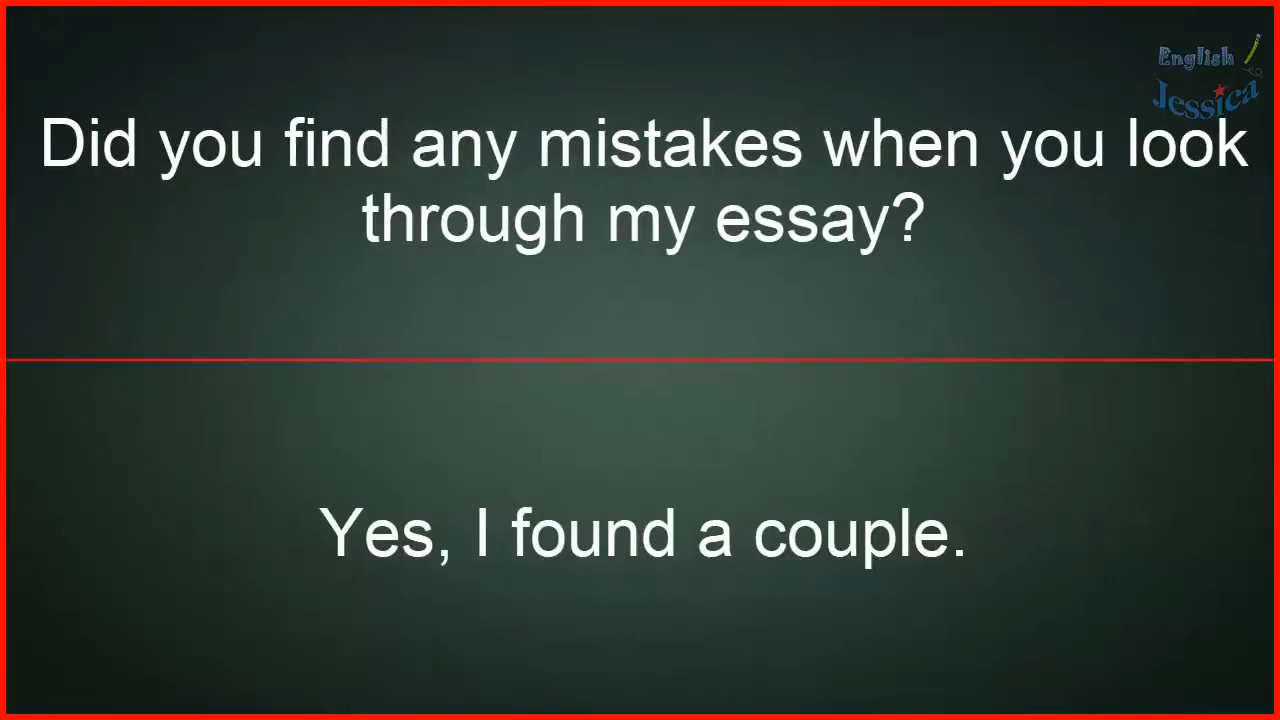 English
Jessica
Did you find any mistakes when you look
through my essay?
Yes, I found a couple.